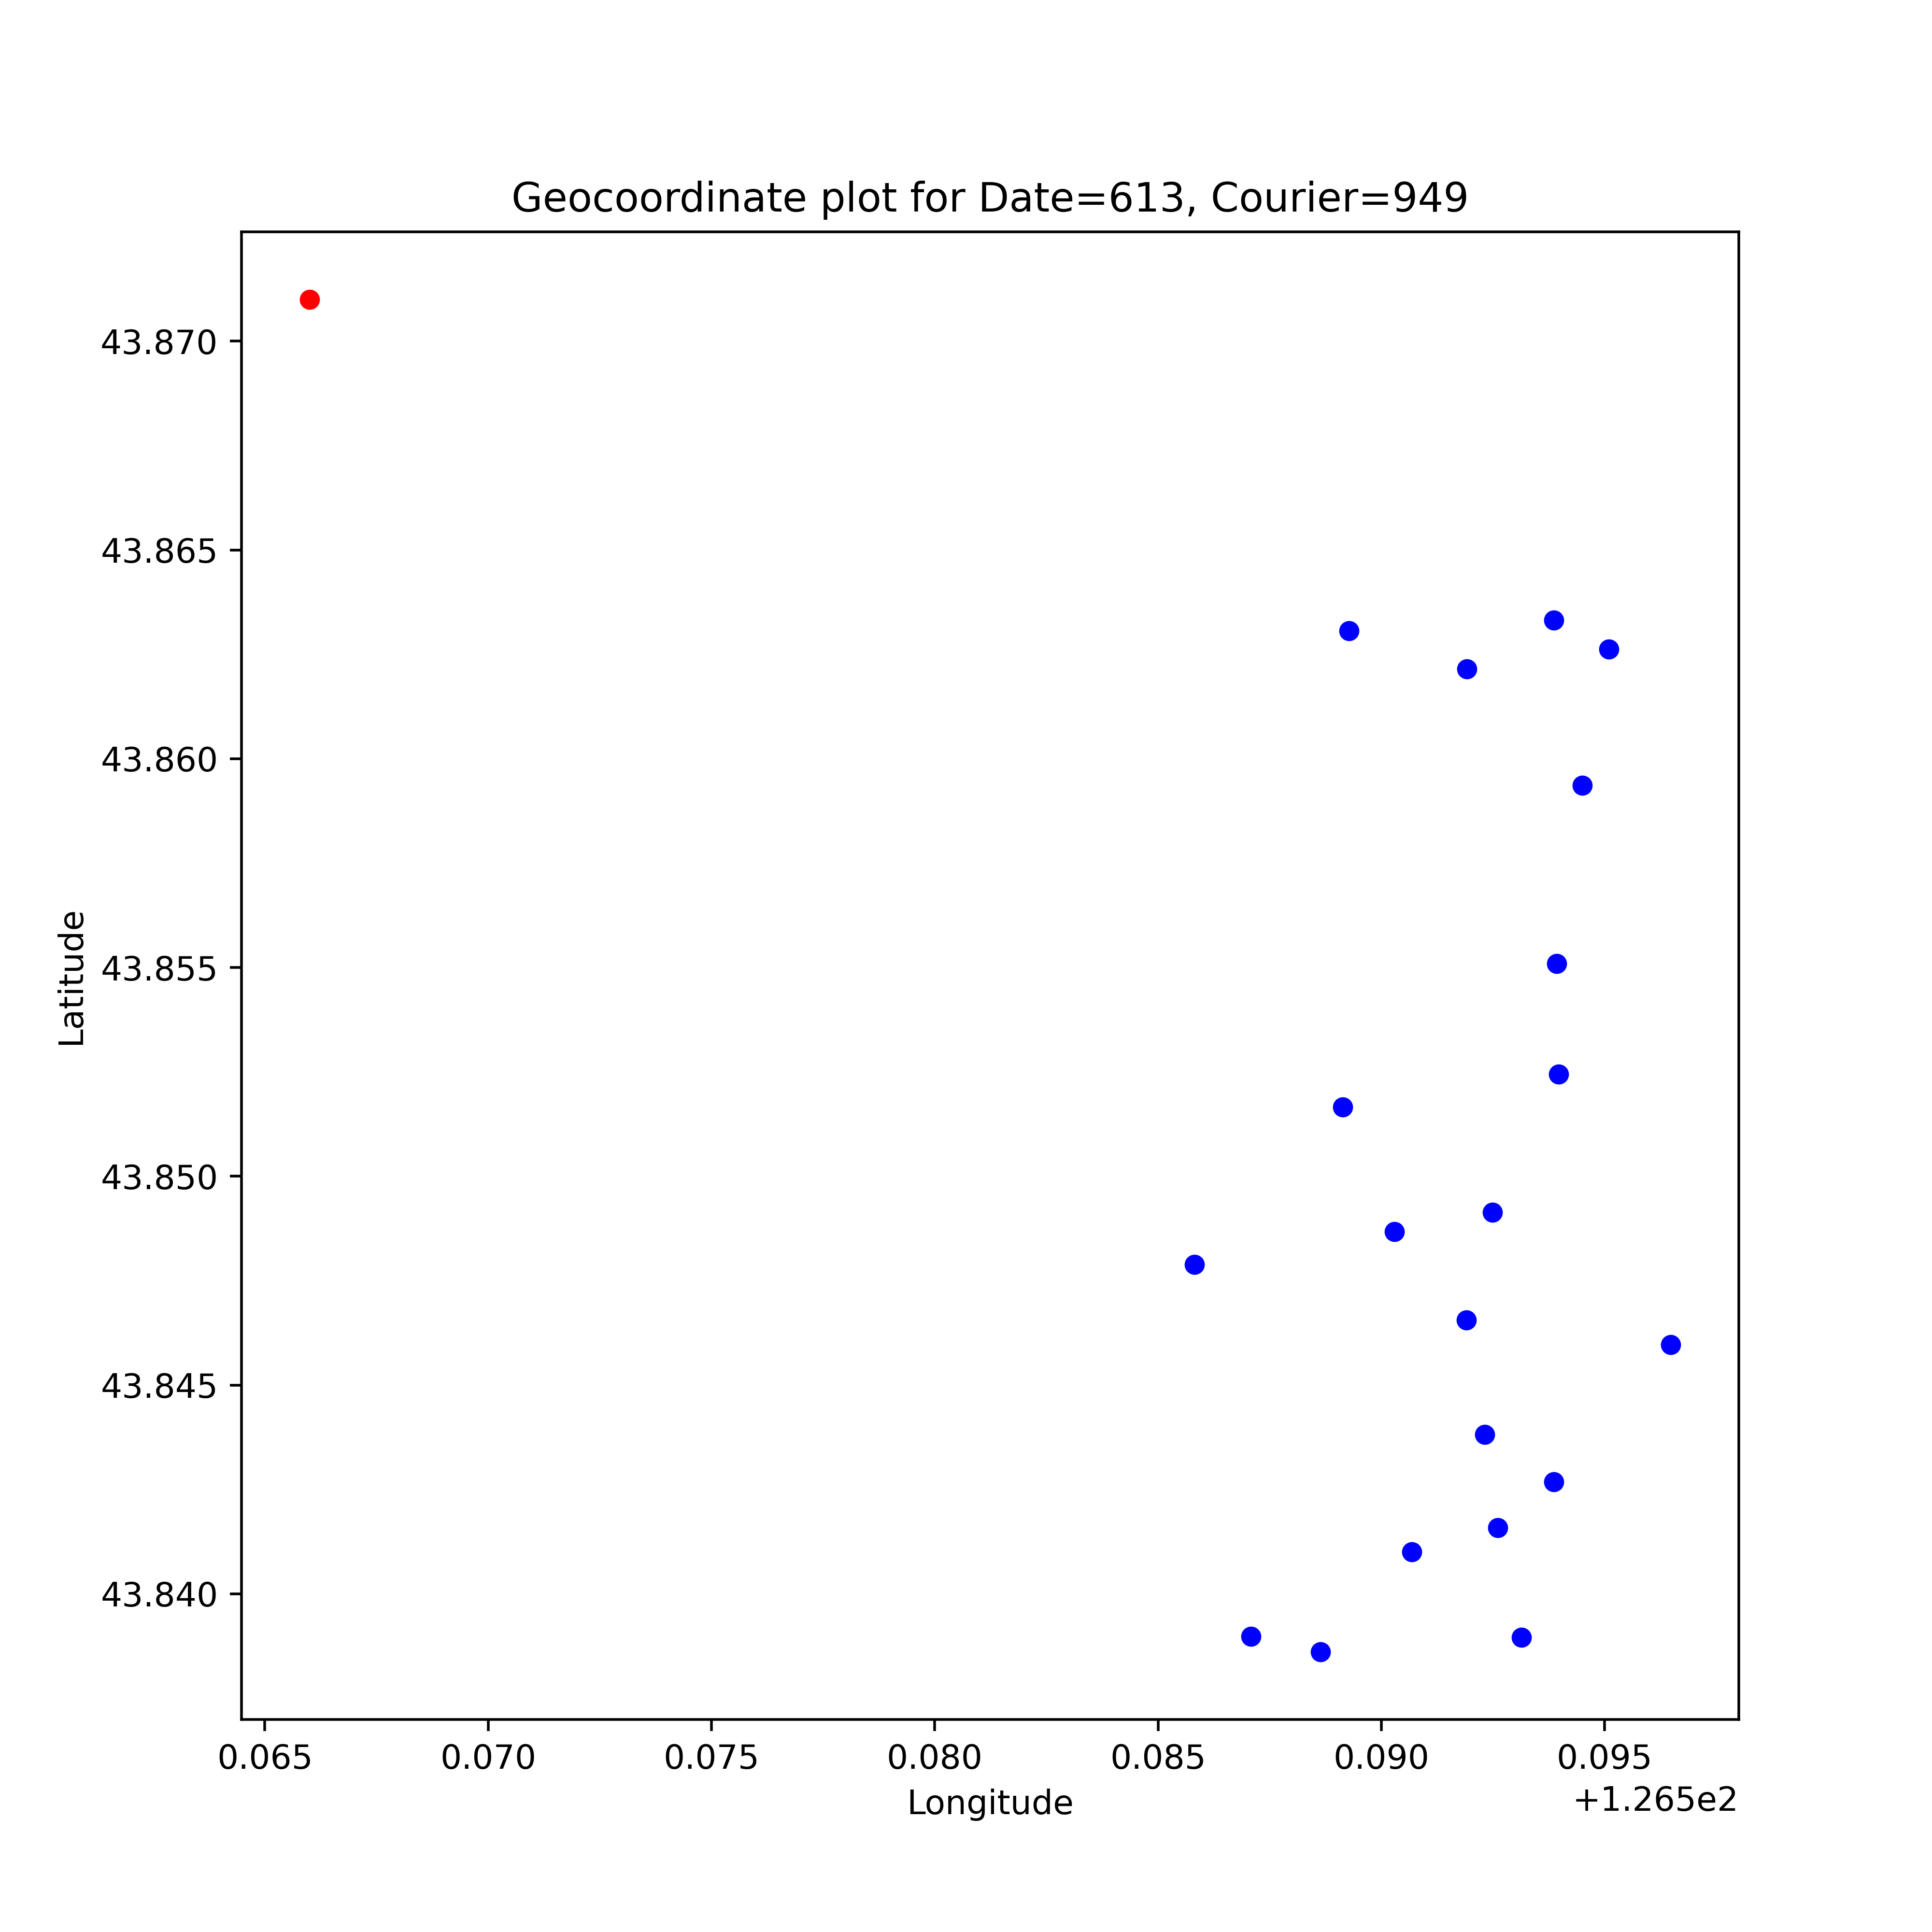 Geocoordinate plot for Date=613, Courier=949
43.870
43.865
43.860
43.855
43.850
43.845
43.840
Latitude
0.065 0.070 0.075 0.080 0.085 0.090 0.095
Longitude
+1.265e2